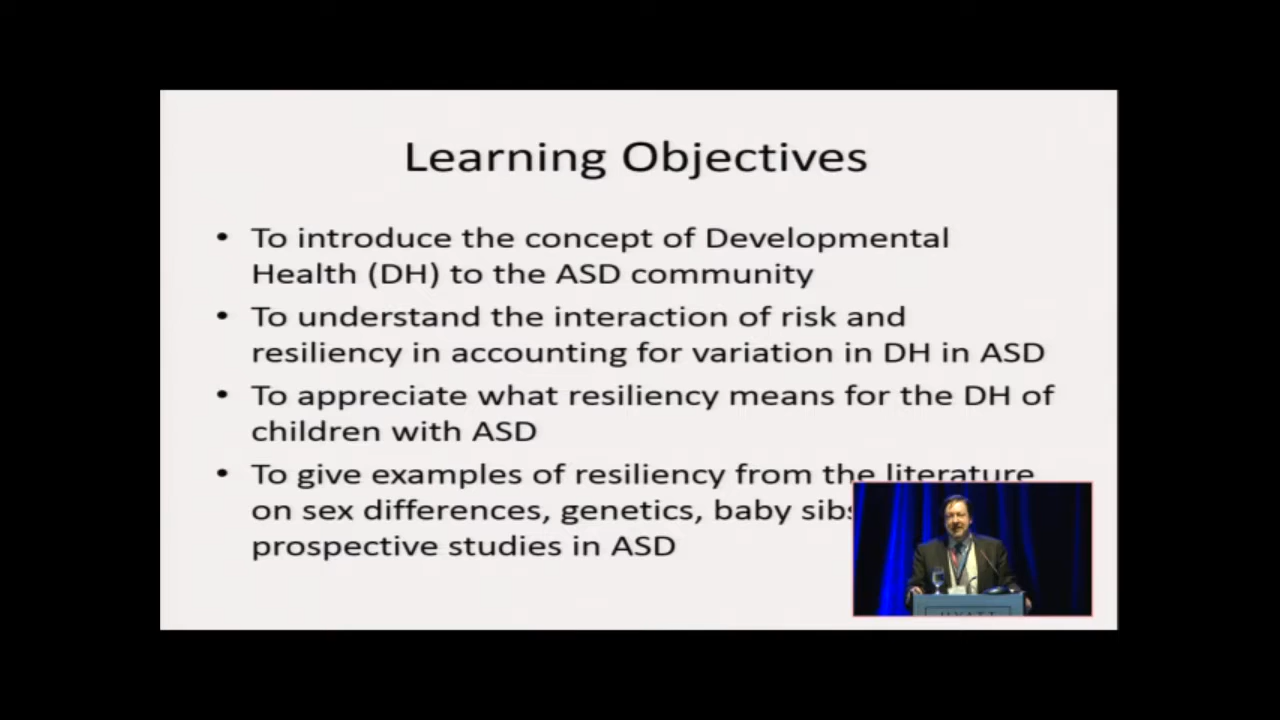 Learning Objectives
• To introduce the concept of Developmental
Health (DH) to the ASD community
• To understand the interaction of risk and
resiliency in accounting for variation in DH in ASD
• To appreciate what resiliency means for the DH of
children with ASD
• To give examples of resiliency from the literature
on sex differences, genetics, baby sibs
prospective studies in ASD
HYATT